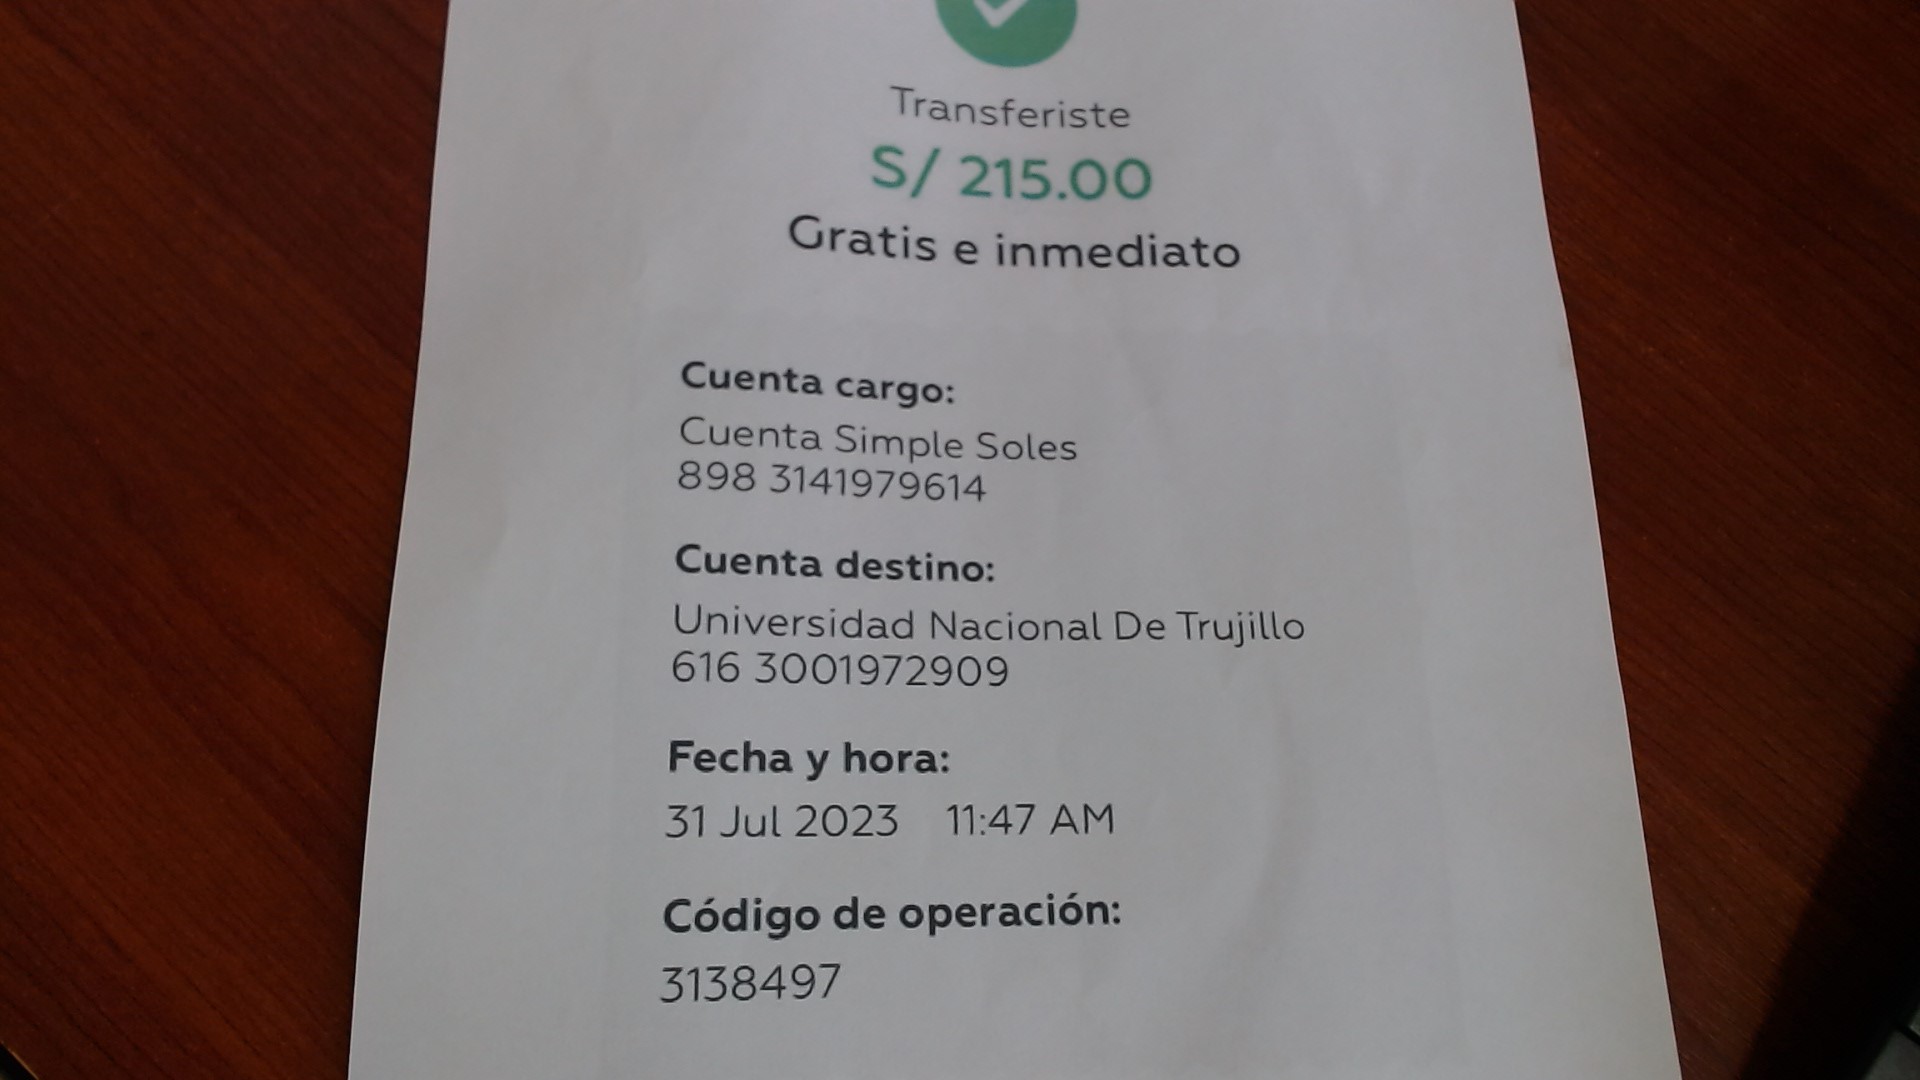 Transferiste
S/ 215.00
Gratis e inmediato
Cuenta cargo:
Cuenta Simple Soles
898 3141979614
Cuenta destino:
Universidad Nacional De Trujillo
616 3001972909
Fecha y hora:
31 Jul 2023 11:47 AM
Código de operación:
3138497